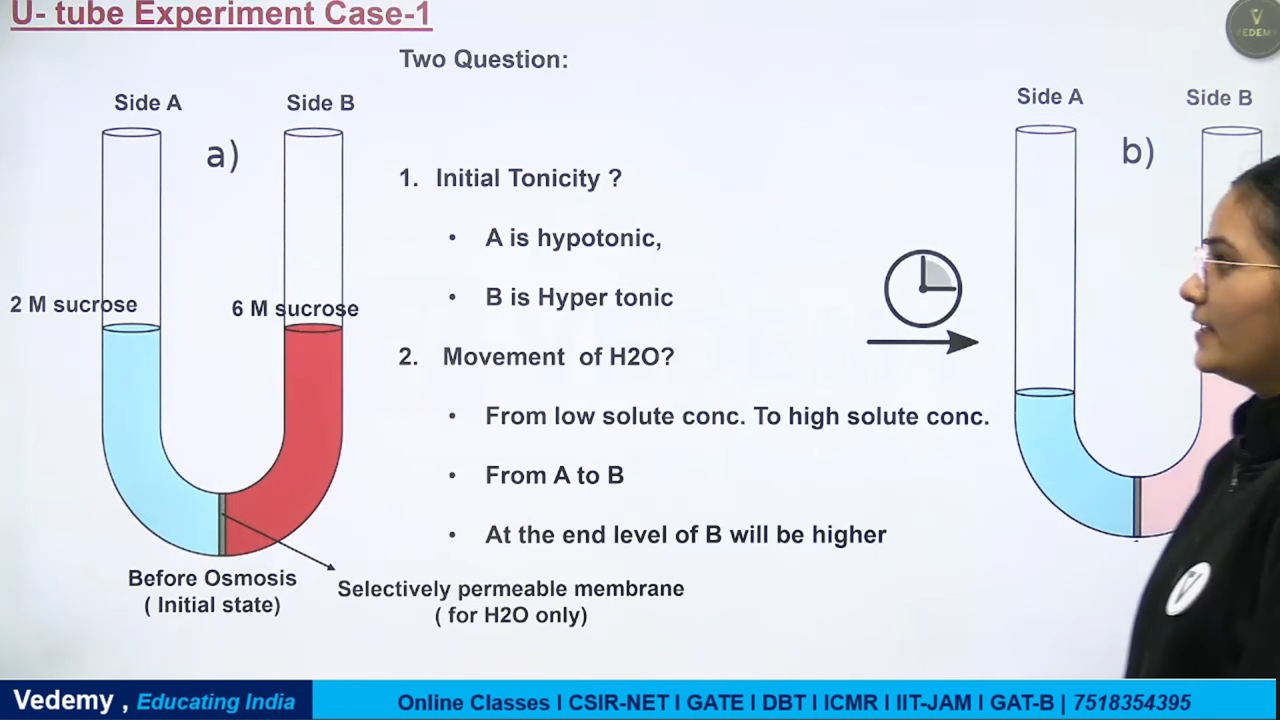 U- tube Experiment Case-1
Two Question:
Side A
Side B
a)
2 M sucrose
6 M sucrose
1. Initial Tonicity ?
• A is hypotonic,
• B is Hyper tonic
2. Movement of H2O?
• From low solute conc. To high solute conc.
• From A to B
• At the end level of B will be higher
Before Osmosis
( Initial state)
Selectively permeable membrane
( for H2O only)
Side A
Side B
b)
VEDEMY
Vedemy , Educating India
Online Classes I CSIR-NET I GATE I DBT I ICMR I IIT-JAM I GAT-B | 7518354395